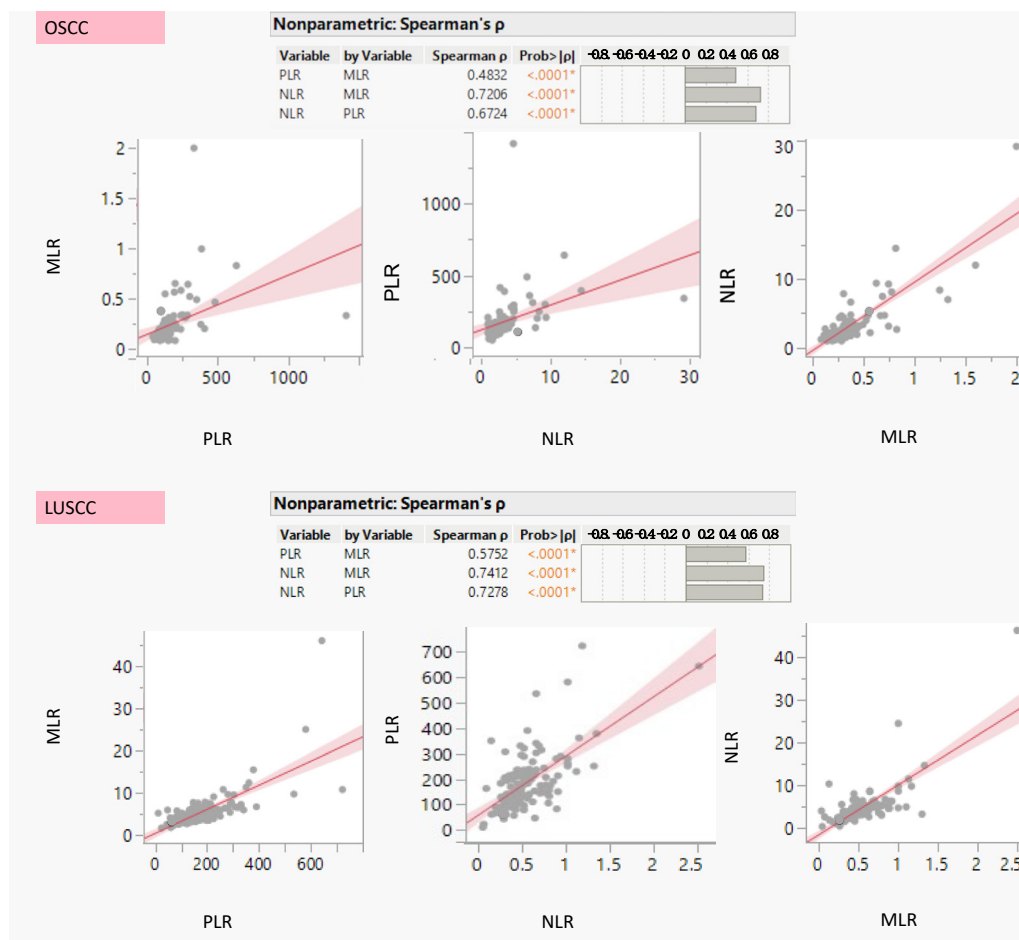 OSCC
Nonparametric: Spearman's ρ
Variable by Variable Spearman ρ Prob>|ρ| -0.8 -0.6 -0.4 -0.2 0 0.2 0.4 0.6 0.8
PLR MLR 0.4832 <.0001*
NLR MLR 0.7206 <.0001*
NLR PLR 0.6724 <.0001*
MLR
2
1.5
1
0.5
0
0 500 1000
PLR
PLR
1000
500
0
0 10 20 30
NLR
NLR
30
20
10
0
0 0.5 1 1.5 2
MLR
LUSCC
Nonparametric: Spearman's ρ
Variable by Variable Spearman ρ Prob>|ρ| -0.8 -0.6 -0.4 -0.2 0 0.2 0.4 0.6 0.8
PLR MLR 0.5752 <.0001*
NLR MLR 0.7412 <.0001*
NLR PLR 0.7278 <.0001*
MLR
40
30
20
10
0
0 200 400 600
PLR
PLR
700
600
500
400
300
200
100
0
0 0.5 1 1.5 2 2.5
NLR
NLR
40
30
20
10
0
0 0.5 1 1.5 2 2.5
MLR